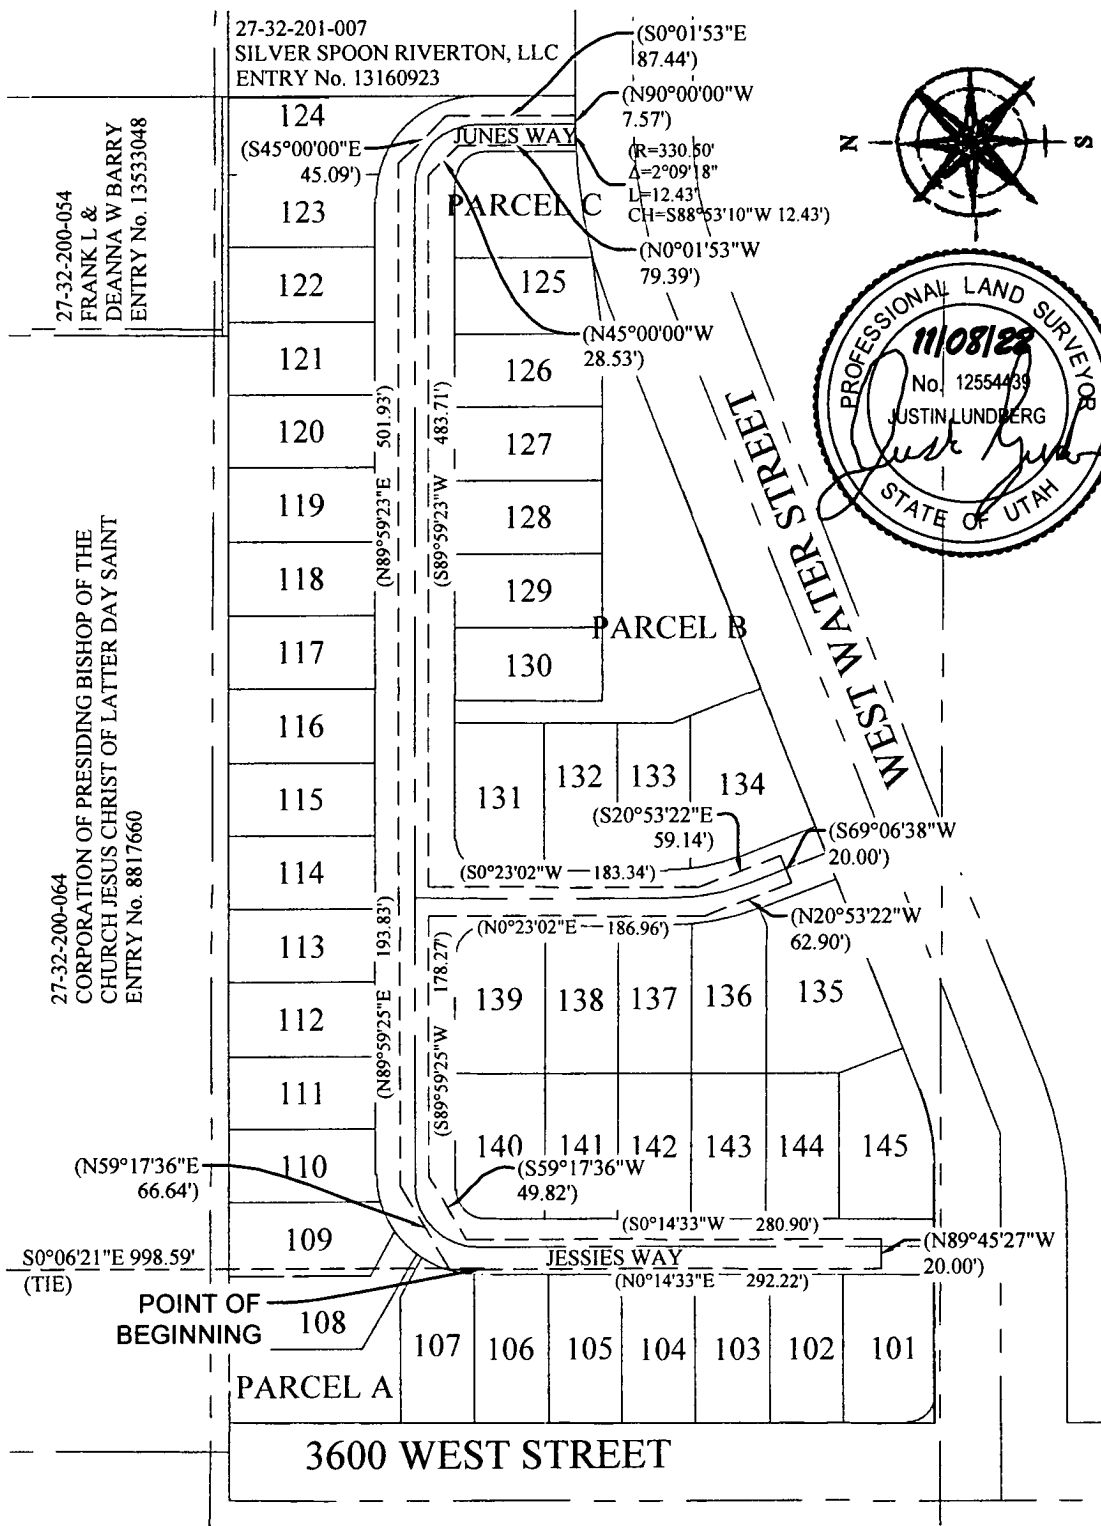 27-32-201-007
SILVER SPOON RIVERTON, LLC
ENTRY No. 13160923
(S0°01'53"E
87.44')
(N90°00'00"W
7.57')
124
JUNES WAY
(S45°00'00"E
45.09')
(R=330.50'
Δ=2°09'18"
L=12.43'
CH=S88°53'10"W 12.43')
N
S
27-32-200-054
FRANK L &
DEANNA W BARRY
ENTRY No. 13533048
123
PARCEL C
(N0°01'53"W
79.39')
122
125
(N45°00'00"W
28.53')
PROFESSIONAL LAND SURVEYOR
11/08/22
No. 12554439
JUSTIN LUNDBERG
STATE OF UTAH
121
126
(N89°59'23"E 501.93')
(S89°59'23"W 483.71')
120
127
WEST WATER STREET
119
128
118
129
PARCEL B
117
130
27-32-200-064
CORPORATION OF PRESIDING BISHOP OF THE
CHURCH JESUS CHRIST OF LATTER DAY SAINT
ENTRY No. 8817660
116
115
131
132
133
134
(S20°53'22"E
59.14')
(S69°06'38"W
20.00')
114
(S0°23'02"W 183.34')
(N0°23'02"E 186.96')
(N20°53'22"W
62.90')
113
(N89°59'25"E 193.83')
(S89°59'25"W 178.27')
139
138
137
136
135
112
111
110
140
141
142
143
144
145
(N59°17'36"E
66.64')
(S59°17'36"W
49.82')
109
(S0°14'33"W 280.90')
JESSIES WAY
(N0°14'33"E 292.22')
(N89°45'27"W
20.00')
S0°06'21"E 998.59'
(TIE)
POINT OF
BEGINNING
108
107
106
105
104
103
102
101
PARCEL A
3600 WEST STREET